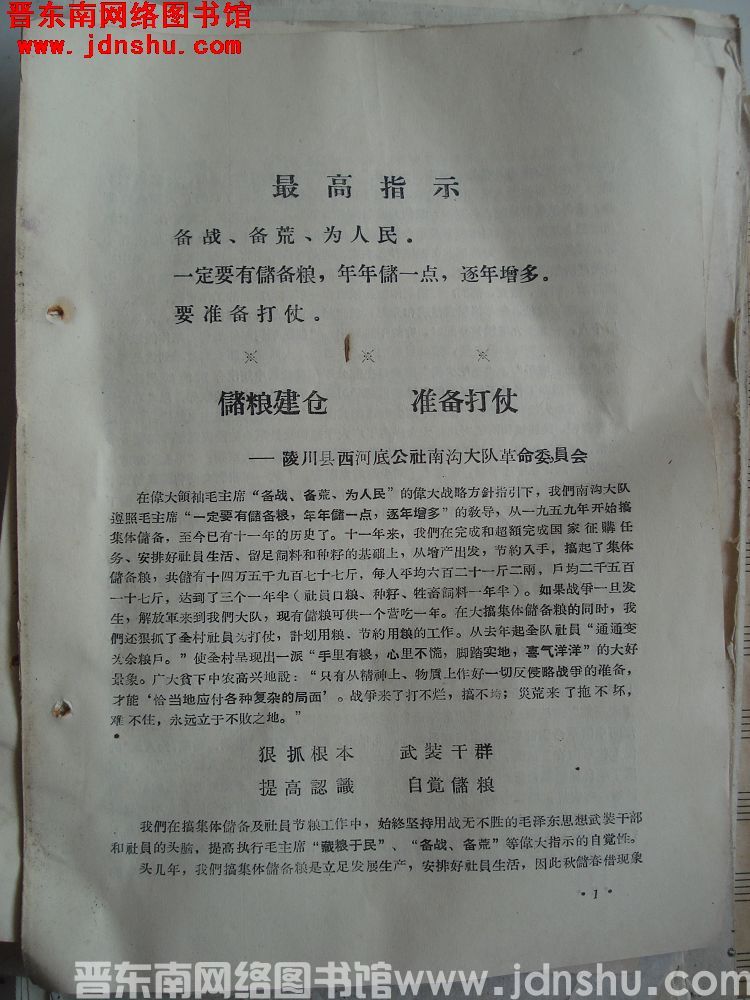 晋东南网络图书馆
www.jdnshu.com
最高指示
备战、备荒、为人民。
一定要有儲备粮，年年儲一点，逐年增多。
要准备打仗。
※ ※ ※
儲粮建仓 准备打仗
——陵川县西河底公社南沟大队革命委員会
在偉大領袖毛主席“备战、备荒、为人民”的偉大战略方針指引下，我們南沟大队
遵照毛主席“一定要有儲备粮，年年儲一点，逐年增多”的敎导，从一九五九年开始搞
集体儲备，至今已有十一年的历史了。十一年来，我們在完成和超額完成国家征購任
务、安排好社員生活、留足飼料和种籽的基础上，从增产出发，节約入手，搞起了集体
儲备粮，共儲有十四万五千九百七十七斤，每人平均六百二十一斤二兩，戶均二千五百
一十七斤，达到了三个一年半（社員口粮、种籽、牲畜飼料一年半）。如果战爭一旦发
生，解放軍来到我們大队，现有儲粮可供一个营吃一年。在大搞集体儲备粮的同时，我
們还狠抓了全村社員为打仗，計划用粮、节約用粮的工作。从去年起全队社員“通通变
为余粮戶。”使全村呈现出一派“手里有粮，心里不慌，脚踏实地，喜气洋洋”的大好
景象。广大貧下中农高兴地說：“只有从精神上、物质上作好一切反侵略战爭的准备，
才能‘恰当地应付各种复杂的局面’。战爭来了打不烂，搞不垮；災荒来了拖不坏，
难不住，永远立于不敗之地。”
狠抓根本 武装干群
提高認識 自覚儲粮
我們在搞集体儲备及社員节粮工作中，始終坚持用战无不胜的毛泽东思想武装干部
和社員的头脑，提高执行毛主席“藏粮于民”、“备战、备荒”等偉大指示的自覚性。
头几年，我們搞集体儲备粮是立足发展生产，安排好社員生活，因此秋儲春借现象
·1·
晋东南网络图书馆www.jdnshu.com